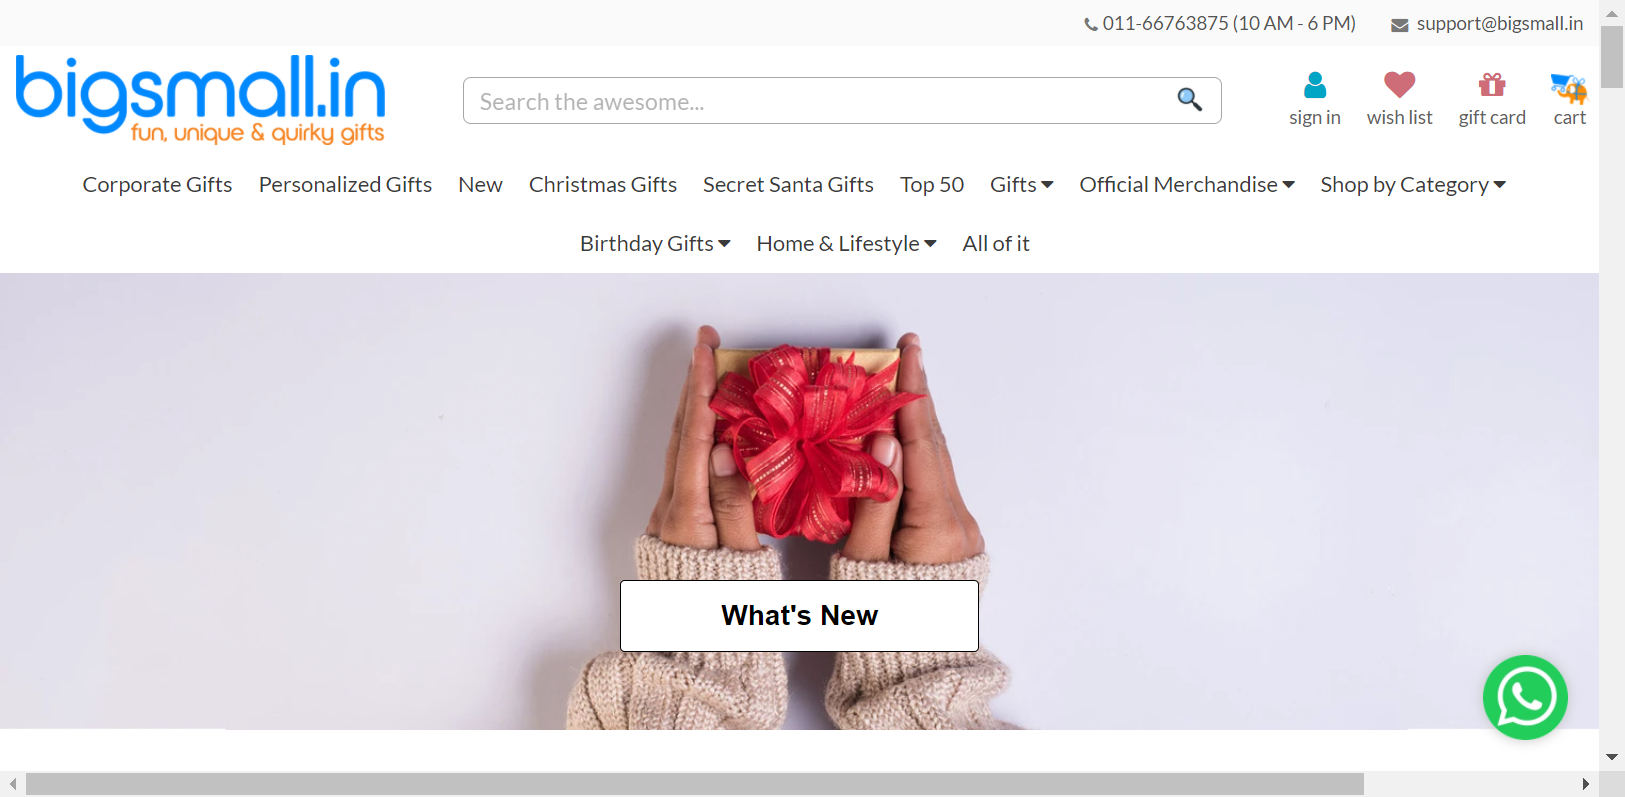 011-66763875 (10 AM - 6 PM) support@bigsmall.in
bigsmall.in
fun, unique & quirky gifts
Search the awesome...
sign in wish list gift card cart
Corporate Gifts Personalized Gifts New Christmas Gifts Secret Santa Gifts Top 50 Gifts Official Merchandise Shop by Category
Birthday Gifts Home & Lifestyle All of it
What's New